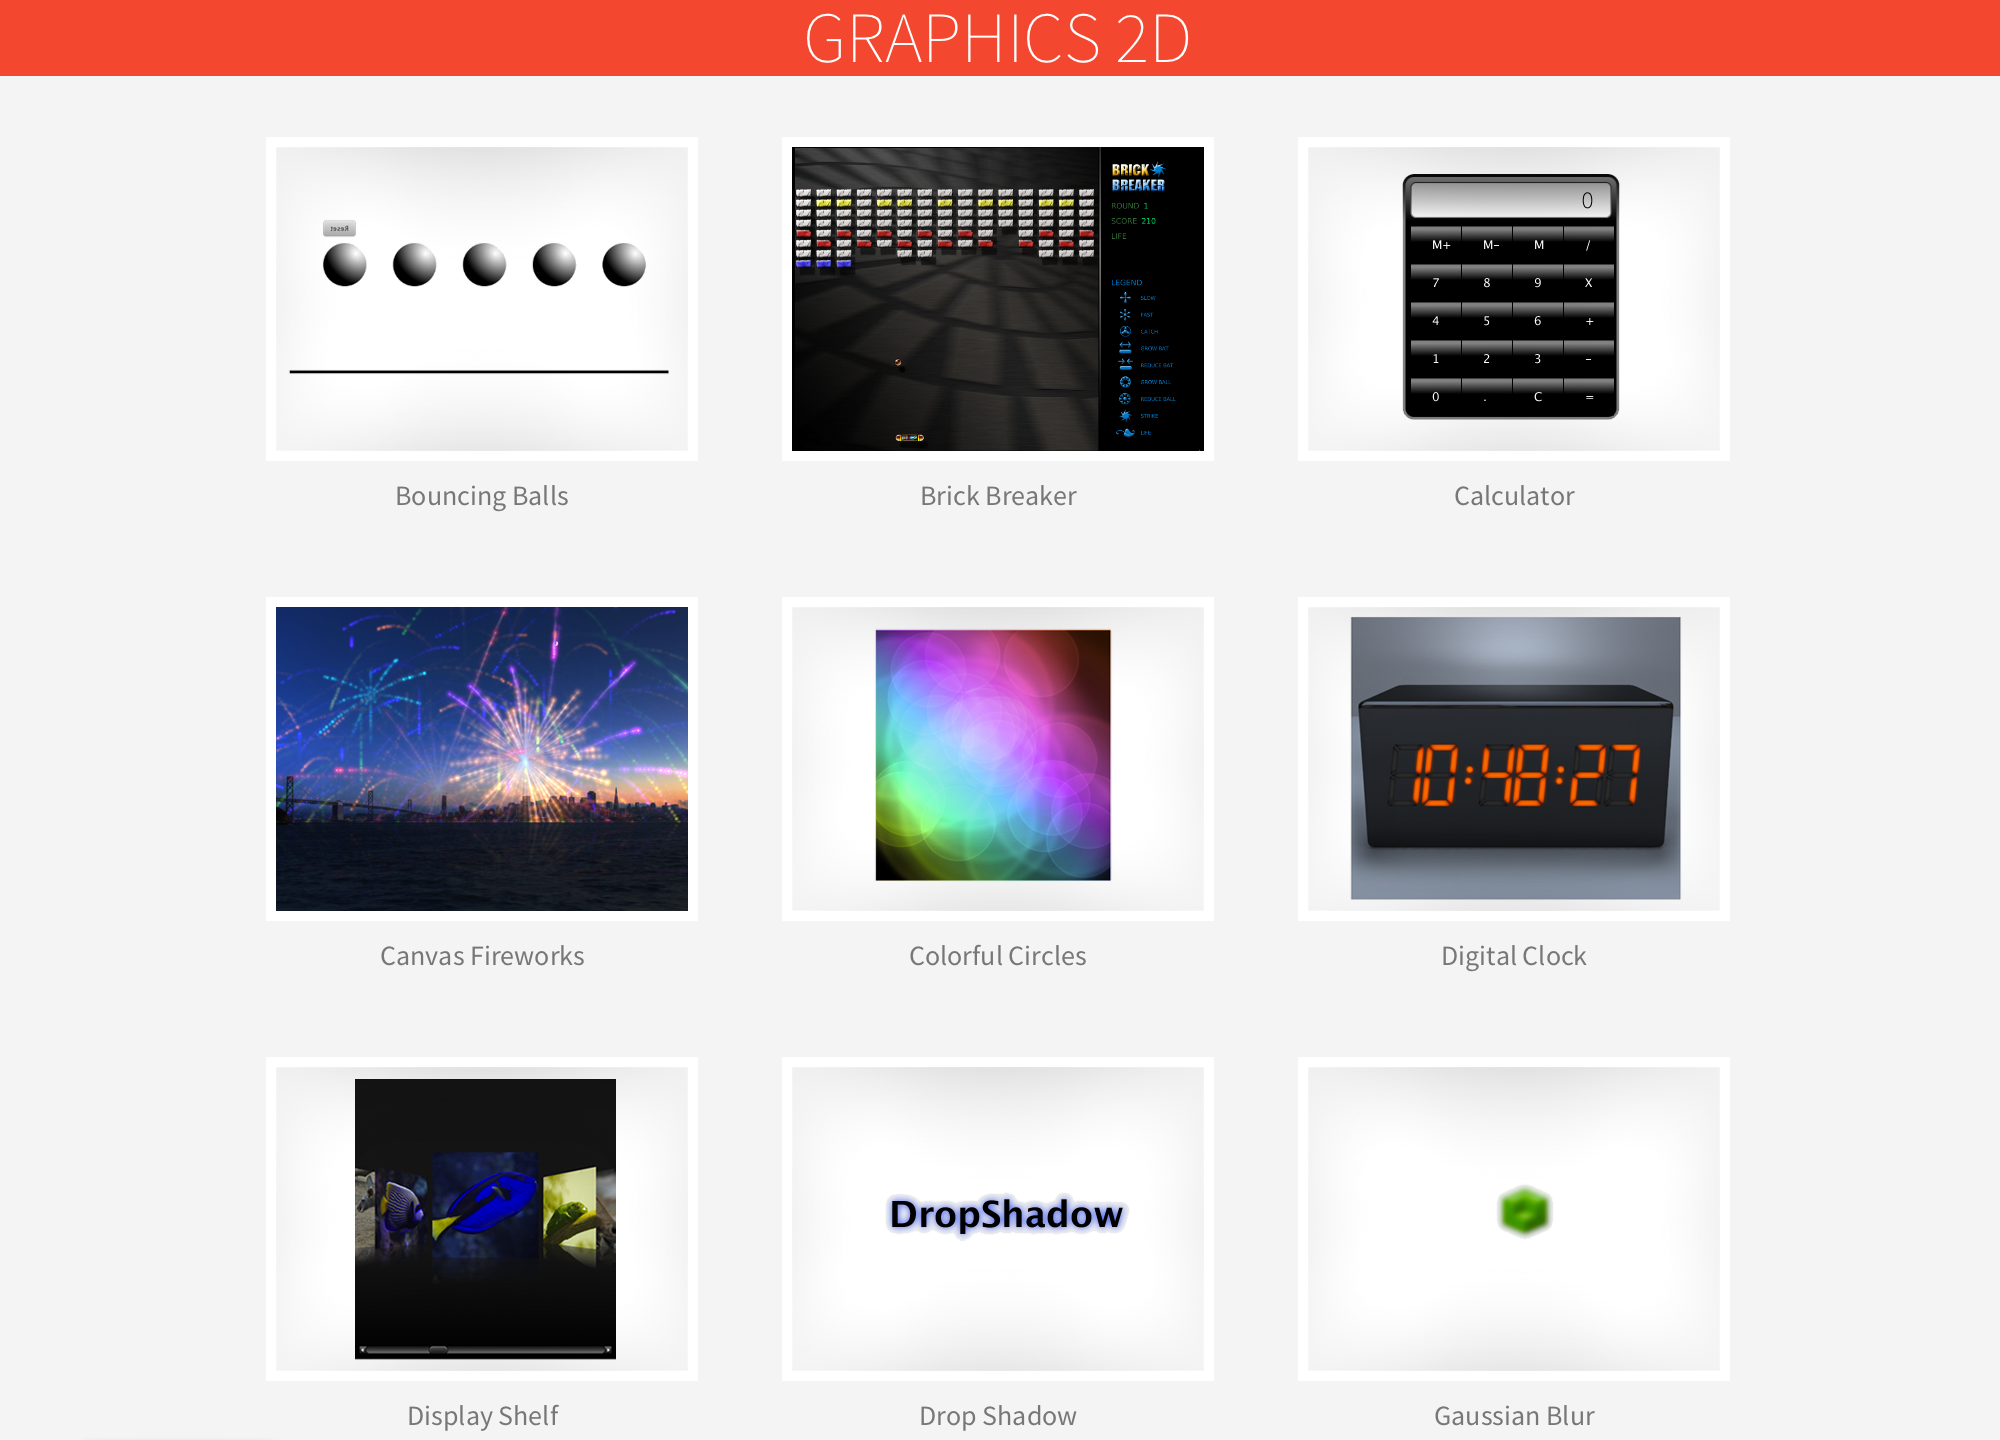 GRAPHICS 2D
Reset
BRICK
BREAKER
ROUND 1
SCORE 210
LIFE
LEGEND
SLOW
FAST
CATCH
GROW BAT
REDUCE BAT
GROW BALL
REDUCE BALL
STRIKE
LIFE
0
M+ M- M /
7 8 9 X
4 5 6 +
1 2 3 -
0 . C =
Bouncing Balls
Brick Breaker
Calculator
10:48:27
Canvas Fireworks
Colorful Circles
Digital Clock
DropShadow
Display Shelf
Drop Shadow
Gaussian Blur